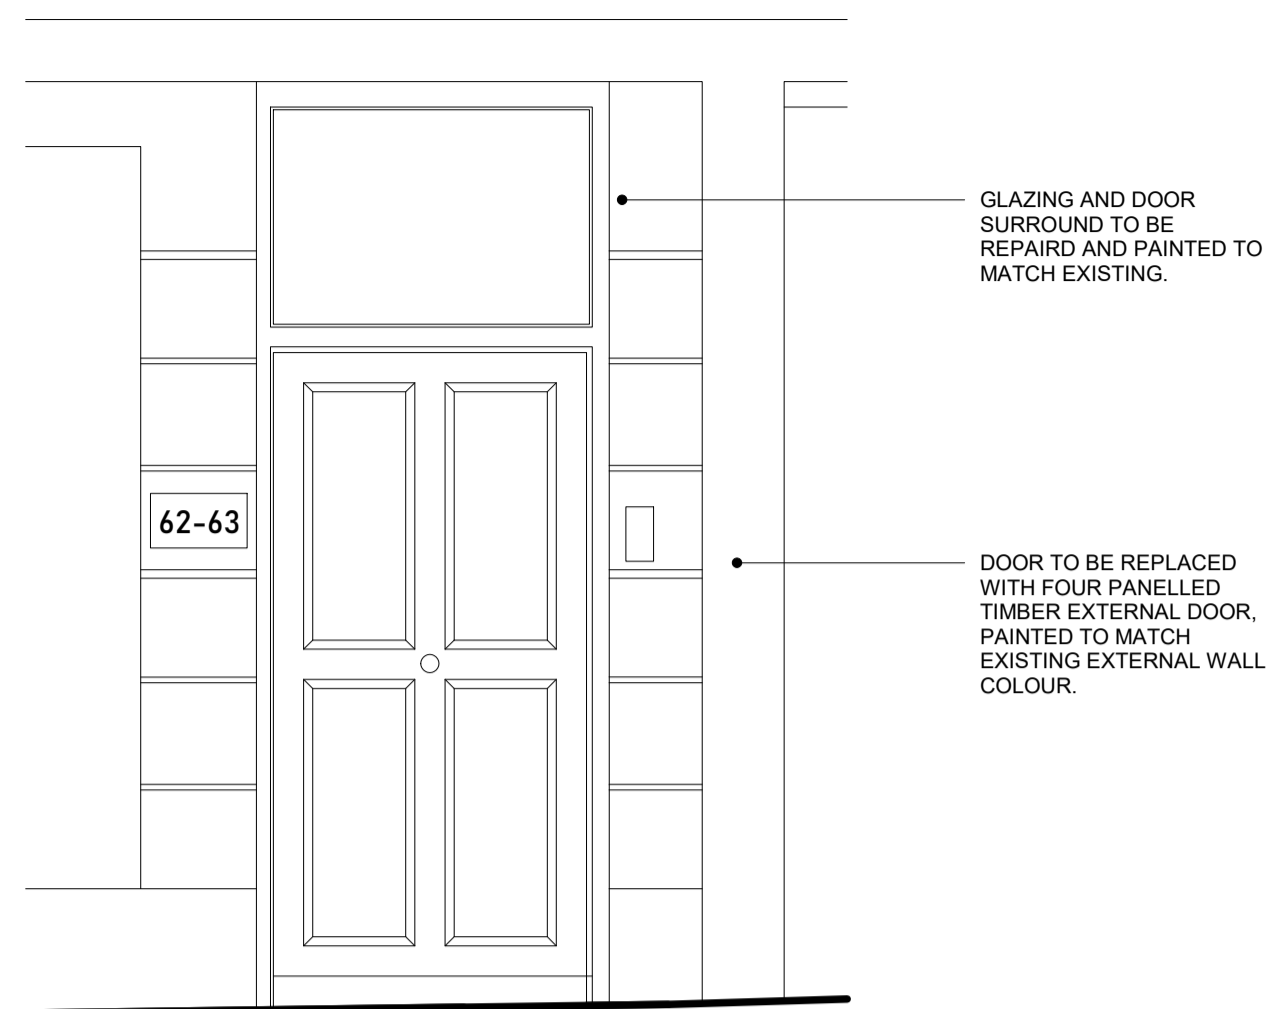 GLAZING AND DOOR
SURROUND TO BE
REPAIRD AND PAINTED TO
MATCH EXISTING.
62-63
DOOR TO BE REPLACED
WITH FOUR PANELLED
TIMBER EXTERNAL DOOR,
PAINTED TO MATCH
EXISTING EXTERNAL WALL
COLOUR.